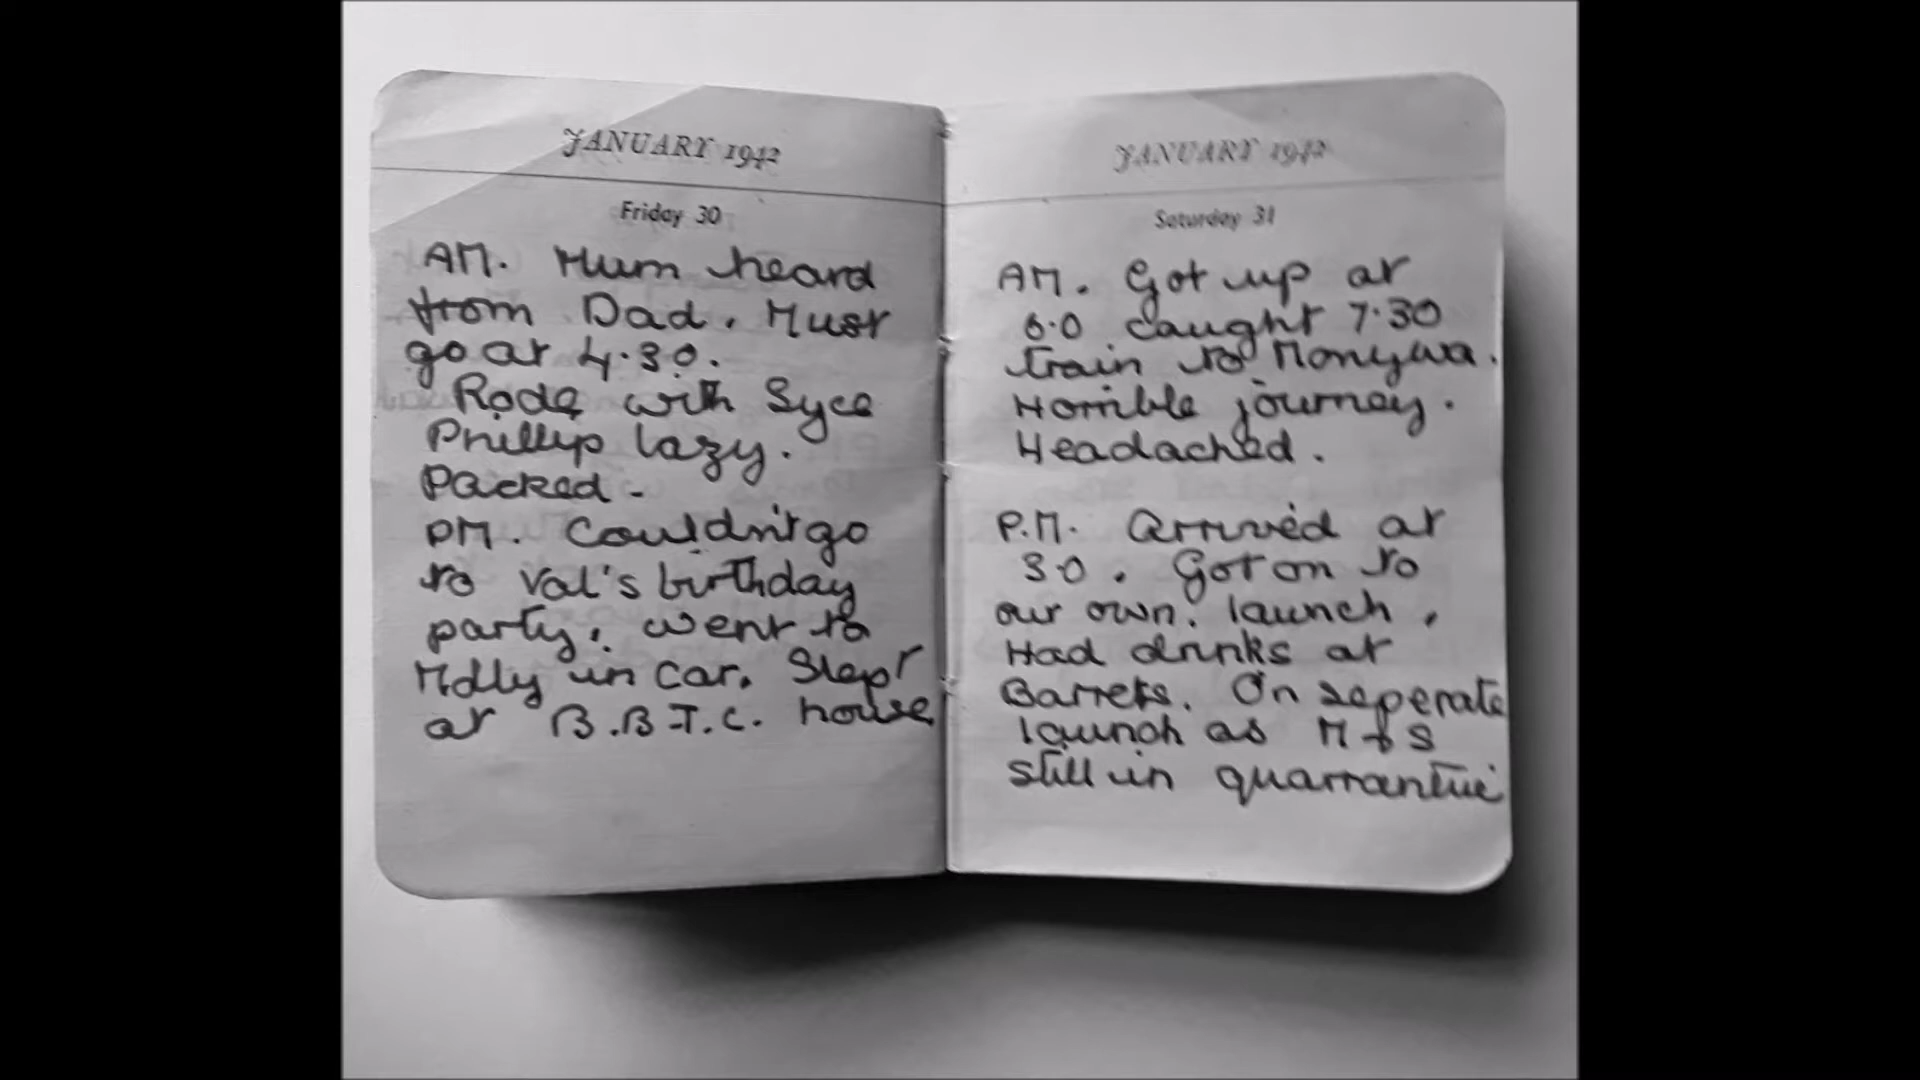 JANUARY 1942
Friday 30
AM. Mum heard
from Dad. Must
go at 4.30.
Rode with Syce
Phillip lazy.
Packed -
PM. Couldn't go
to Val's birthday
party. went to
Mdly in car. Slept
at B.B.T.C. house
JANUARY 1942
Saturday 31
AM. Got up at
6.0 caught 7.30
train to Monywa.
Horrible journey.
Headached.
P.M. Arrived at
3.0. Got on to
our own. launch,
Had drinks at
Barrets. On seperate
launch as M + S
still in quarrantine